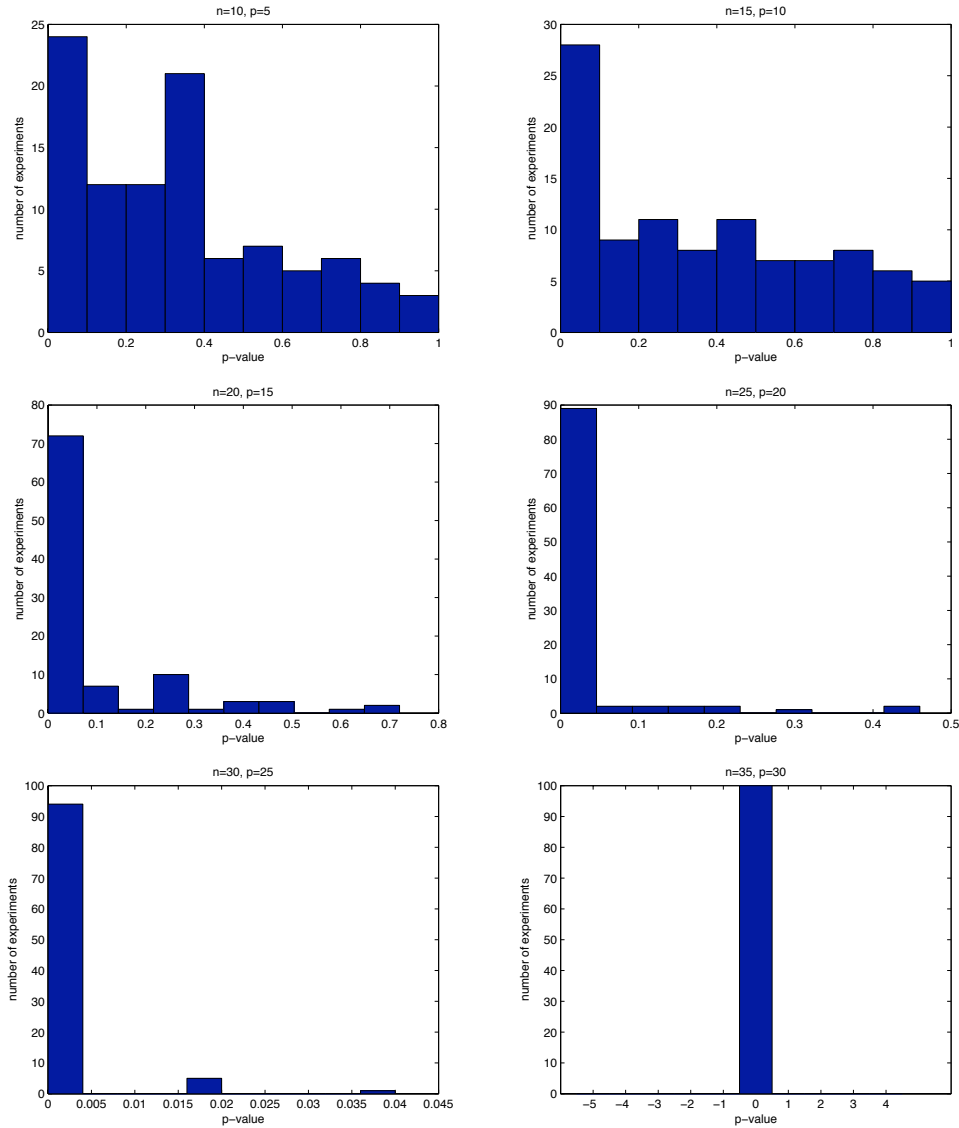 n=10, p=5
25
20
15
10
5
0
number of experiments
0 0.2 0.4 0.6 0.8 1
p-value
n=15, p=10
30
25
20
15
10
5
0
number of experiments
0 0.2 0.4 0.6 0.8 1
p-value
n=20, p=15
80
70
60
50
40
30
20
10
0
number of experiments
0 0.1 0.2 0.3 0.4 0.5 0.6 0.7 0.8
p-value
n=25, p=20
90
80
70
60
50
40
30
20
10
0
number of experiments
0 0.1 0.2 0.3 0.4 0.5
p-value
n=30, p=25
100
90
80
70
60
50
40
30
20
10
0
number of experiments
0 0.005 0.01 0.015 0.02 0.025 0.03 0.035 0.04 0.045
p-value
n=35, p=30
100
90
80
70
60
50
40
30
20
10
0
number of experiments
−5 −4 −3 −2 −1 0 1 2 3 4
p-value